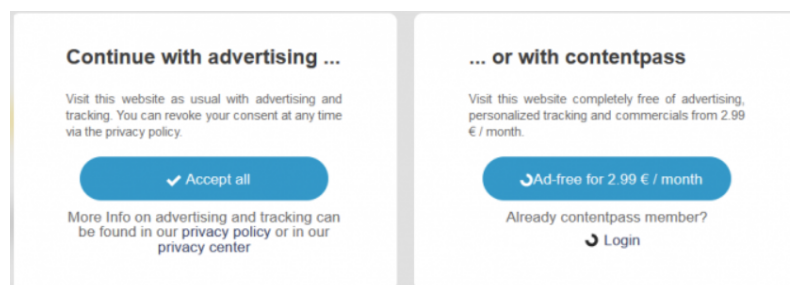 Continue with advertising ...
Visit this website as usual with advertising and
tracking. You can revoke your consent at any time
via the privacy policy.
Accept all
More Info on advertising and tracking can
be found in our privacy policy or in our
privacy center
... or with contentpass
Visit this website completely free of advertising,
personalized tracking and commercials from 2.99
€ / month.
Ad-free for 2.99 € / month
Already contentpass member?
Login